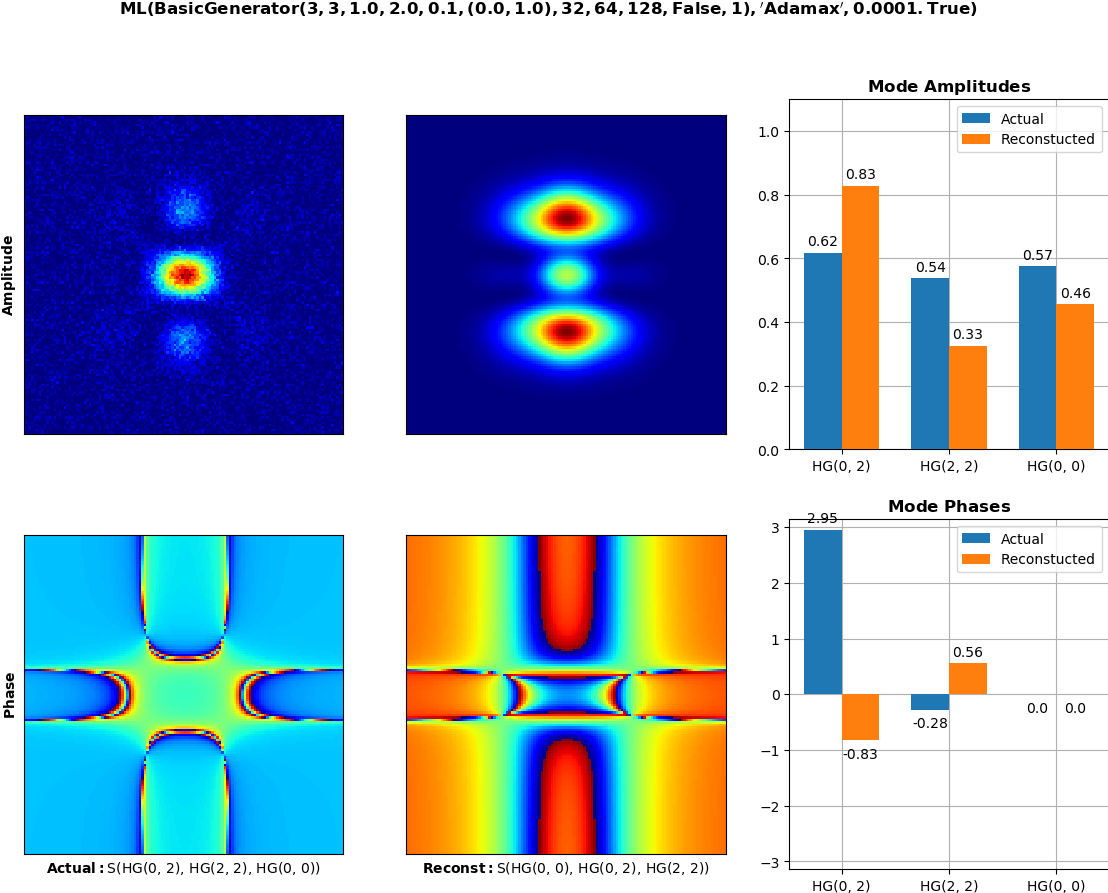 ML(BasicGenerator(3, 3, 1.0, 2.0, 0.1, (0.0, 1.0), 32, 64, 128, False, 1), ′Adamax′, 0.0001. True)
Amplitude
Mode Amplitudes
Actual
Reconstucted
1.0
0.8
0.6
0.4
0.2
0.0
0.62
0.83
0.54
0.33
0.57
0.46
HG(0, 2)
HG(2, 2)
HG(0, 0)
Phase
Actual: S(HG(0, 2), HG(2, 2), HG(0, 0))
Reconst: S(HG(0, 0), HG(0, 2), HG(2, 2))
Mode Phases
Actual
Reconstucted
3
2
1
0
−1
−2
−3
2.95
-0.83
-0.28
0.56
0.0
0.0
HG(0, 2)
HG(2, 2)
HG(0, 0)